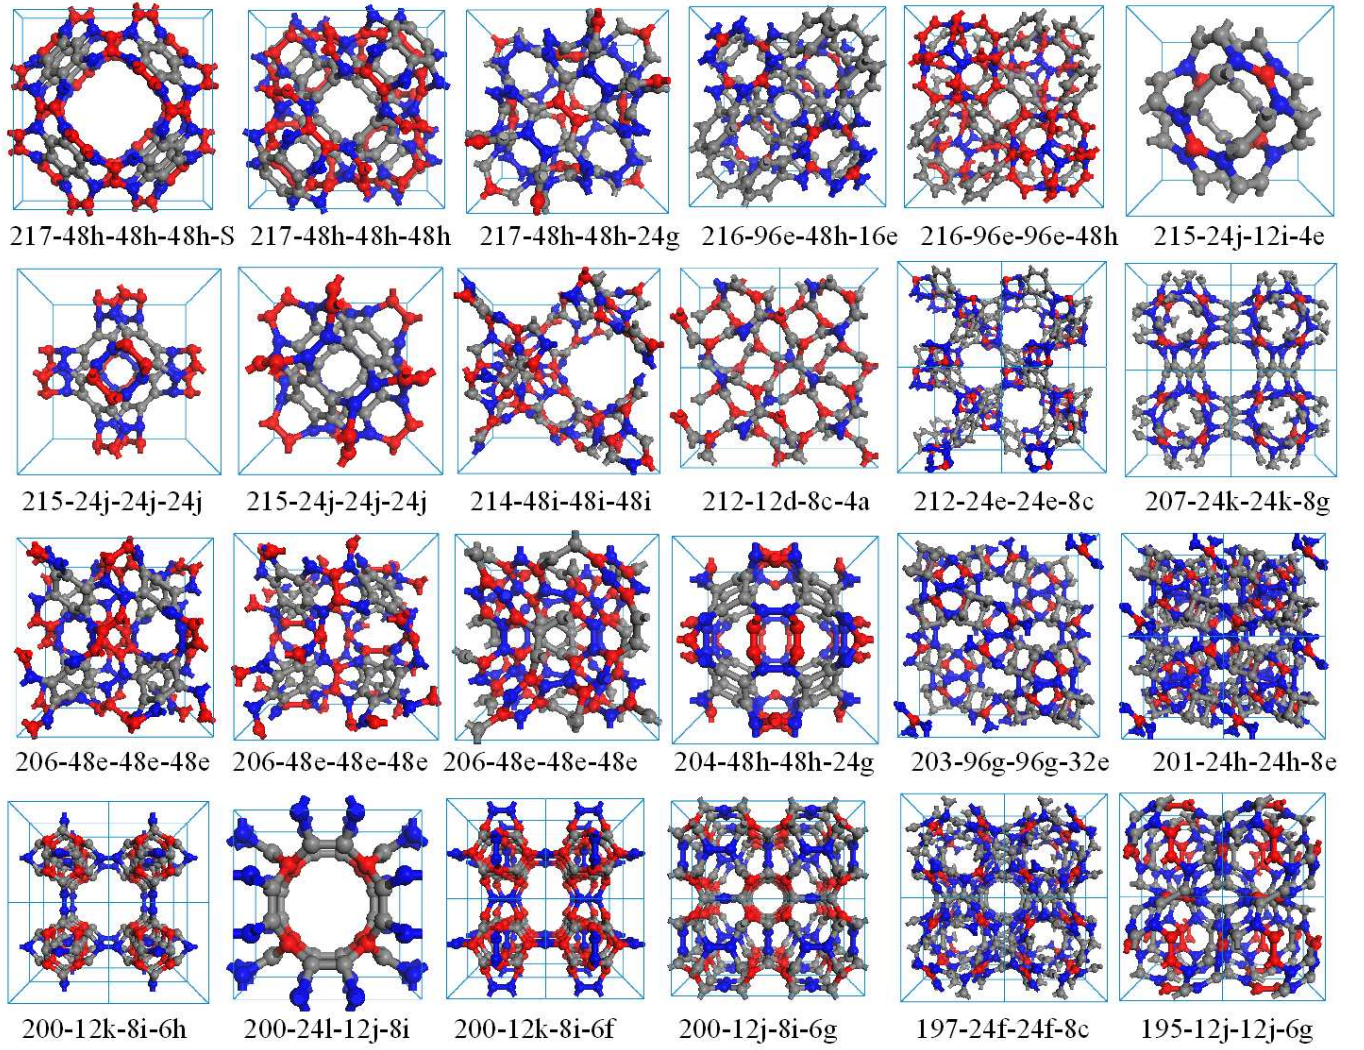 217-48h-48h-48h-S 217-48h-48h-48h 217-48h-48h-24g 216-96e-48h-16e 216-96e-96e-48h 215-24j-12i-4e
215-24j-24j-24j 215-24j-24j-24j 214-48i-48i-48i 212-12d-8c-4a 212-24e-24e-8c 207-24k-24k-8g
206-48e-48e-48e 206-48e-48e-48e 206-48e-48e-48e 204-48h-48h-24g 203-96g-96g-32e 201-24h-24h-8e
200-12k-8i-6h 200-24l-12j-8i 200-12k-8i-6f 200-12j-8i-6g 197-24f-24f-8c 195-12j-12j-6g